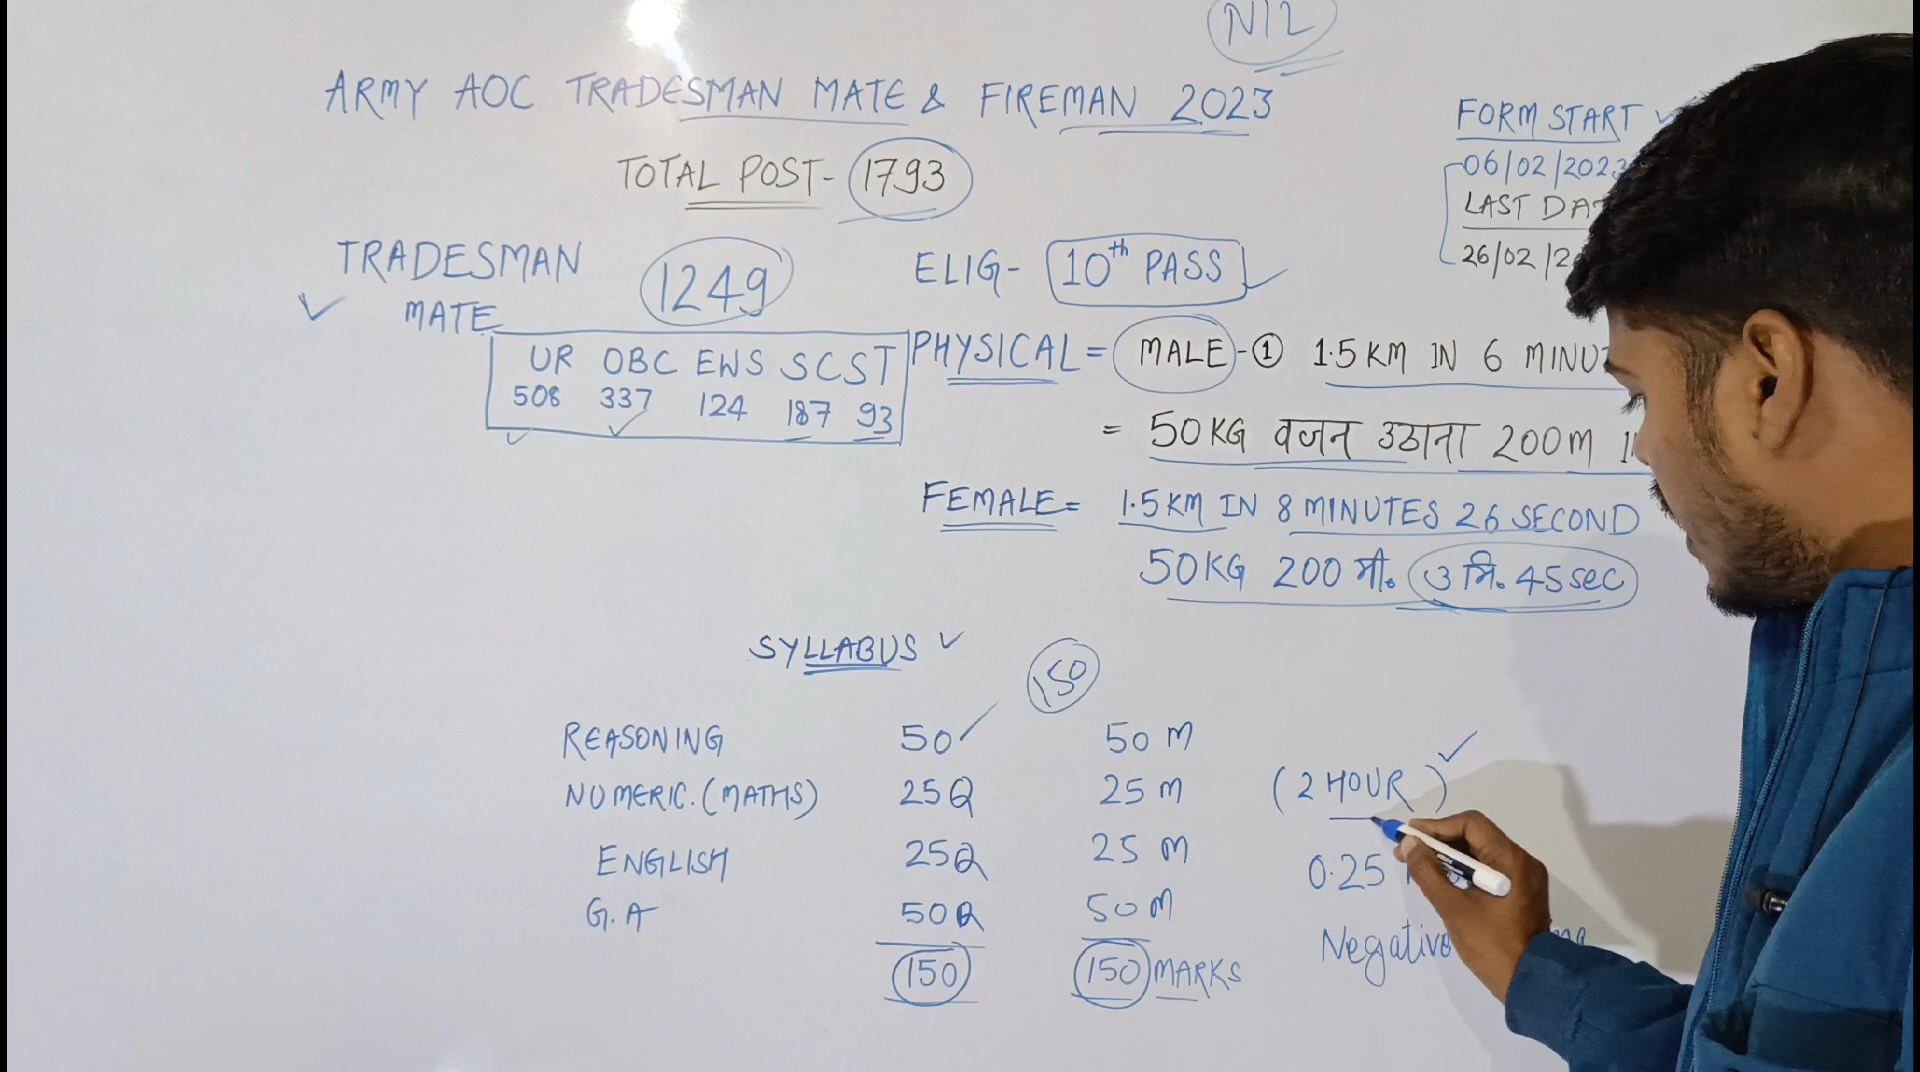 NIL
ARMY AOC TRADESMAN MATE & FIREMAN 2023
TOTAL POST- 1793
FORM START
06/02/2023
LAST
26/02/
TRADESMAN
MATE
1249
UR OBC EWS SC ST
508 337 124 187 93
ELIG- 10th PASS
PHYSICAL = MALE - ① 1.5 KM IN 6
= 50 KG वजन उठाना 200 M
FEMALE = 1.5 KM IN 8 MINUTES 26 SECOND
50 KG 200 मी. 3 मि. 45 sec
SYLLABUS
150
REASONING 50 50 M
NUMERIC. (MATHS) 25Q 25 M
(2 HOUR)
ENGLISH 25Q 25 M
0.25
G.A 50Q 50 M
Negative
150 150 MARKS